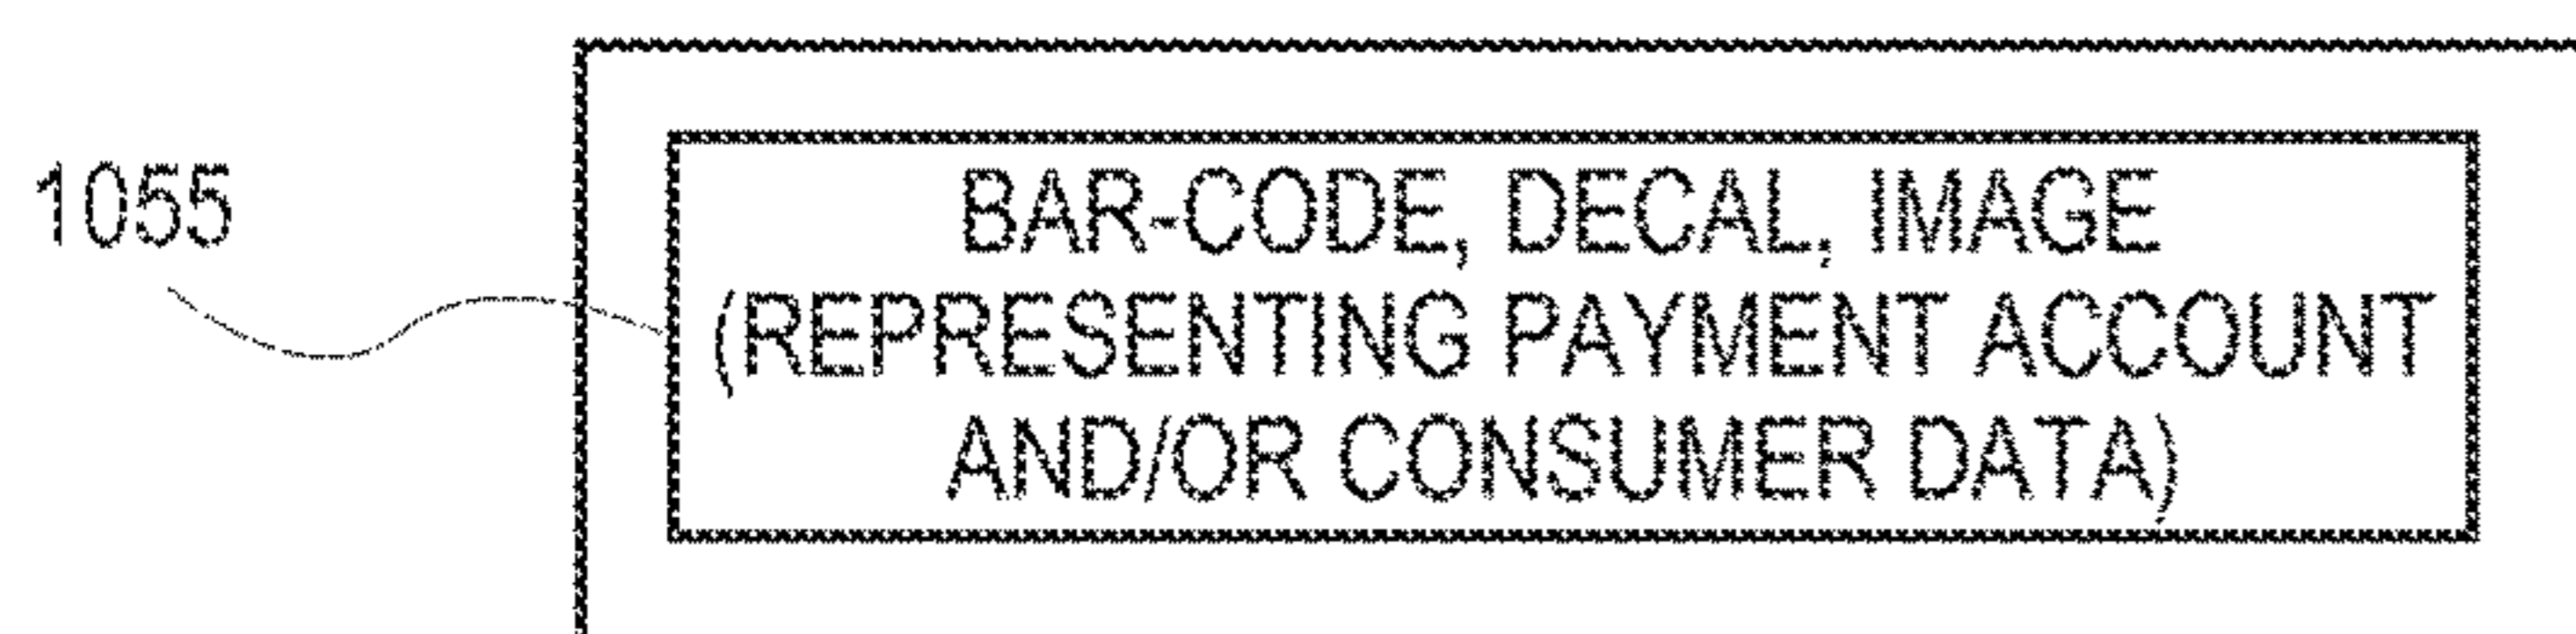 1055
BAR-CODE, DECAL, IMAGE
(REPRESENTING PAYMENT ACCOUNT
AND/OR CONSUMER DATA)